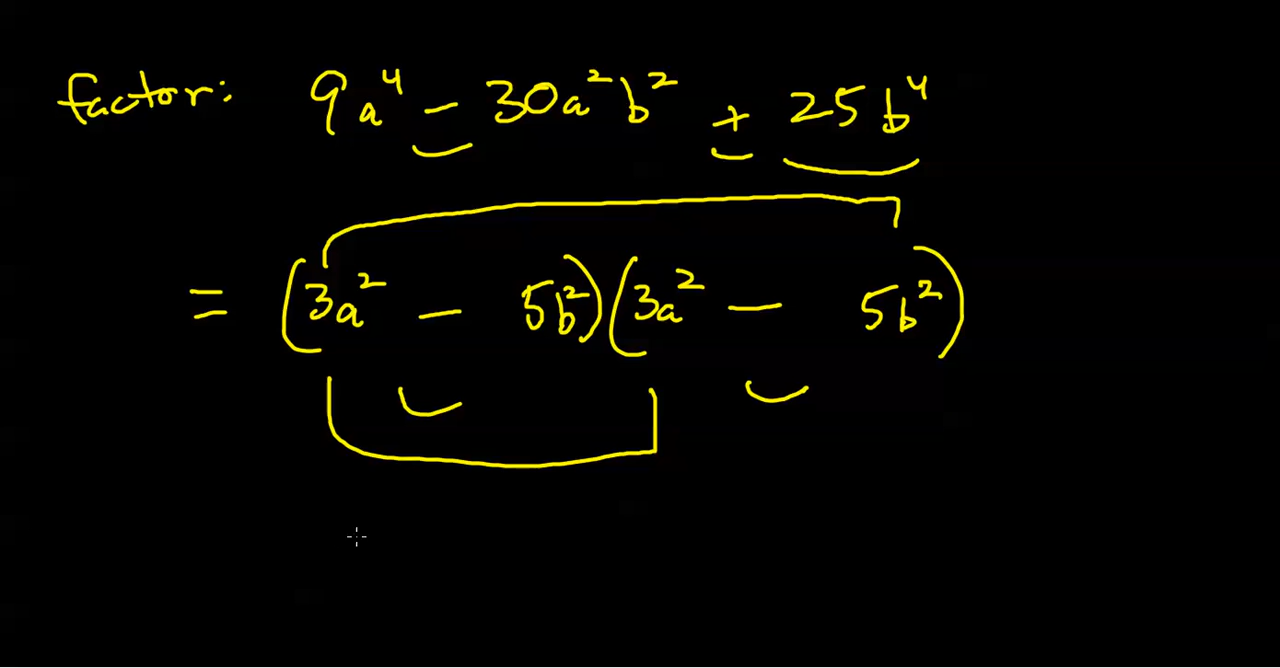 factor: 9a⁴ - 30a²b² + 25b⁴
= (3a² - 5b²)(3a² - 5b²)